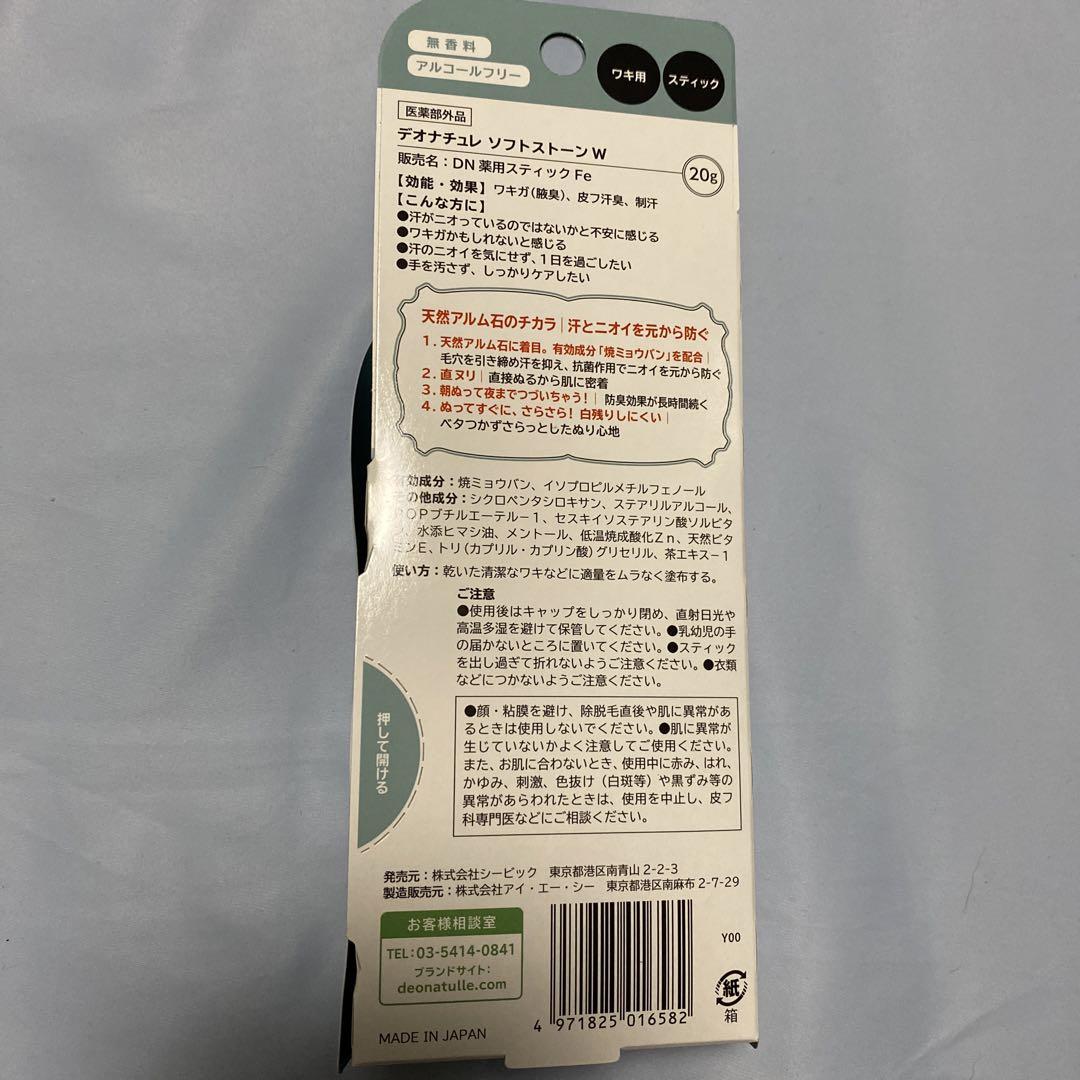 無香料
アルコールフリー
ワキ用
スティック
医薬部外品
デオナチュレ ソフトストーンW
販売名：DN薬用スティックFe
20g
【効能・効果】ワキガ（腋臭）、皮フ汗臭、制汗
【こんな方に】
●汗がニオっているのではないかと不安に感じる
●ワキガかもしれないと感じる
●汗のニオイを気にせず、1日を過ごしたい
●手を汚さず、しっかりケアしたい
天然アルム石のチカラ｜汗とニオイを元から防ぐ
1．天然アルム石に着目。有効成分「焼ミョウバン」を配合｜
毛穴を引き締め汗を抑え、抗菌作用でニオイを元から防ぐ
2．直ヌリ｜直接ぬるから肌に密着
3．朝ぬって夜までつづいちゃう！｜防臭効果が長時間続く
4．ぬってすぐに、さらさら！白残りしにくい｜
ベタつかずさらっとしたぬり心地
有効成分：焼ミョウバン、イソプロピルメチルフェノール
その他成分：シクロペンタシロキサン、ステアリルアルコール、
POPブチルエーテル－1、セスキイソステアリン酸ソルビタ
ン、水添ヒマシ油、メントール、低温焼成酸化Zn、天然ビタ
ミンE、トリ（カプリル・カプリン酸）グリセリル、茶エキス－1
使い方：乾いた清潔なワキなどに適量をムラなく塗布する。
ご注意
●使用後はキャップをしっかり閉め、直射日光や
高温多湿を避けて保管してください。●乳幼児の手
の届かないところに置いてください。●スティック
を出し過ぎて折れないようご注意ください。●衣類
などにつかないようご注意ください。
●顔・粘膜を避け、除脱毛直後や肌に異常があ
るときは使用しないでください。●肌に異常が
生じていないかよく注意してご使用ください。
また、お肌に合わないとき、使用中に赤み、はれ、
かゆみ、刺激、色抜け（白斑等）や黒ずみ等の
異常があらわれたときは、使用を中止し、皮フ
科専門医などにご相談ください。
押して開ける
発売元：株式会社シービック 東京都港区南青山2-2-3
製造販売元：株式会社アイ・エー・シー 東京都港区南麻布2-7-29
お客様相談室
TEL：03-5414-0841
ブランドサイト：
deonatulle.com
MADE IN JAPAN
4 971825 016582
Y00
紙
箱